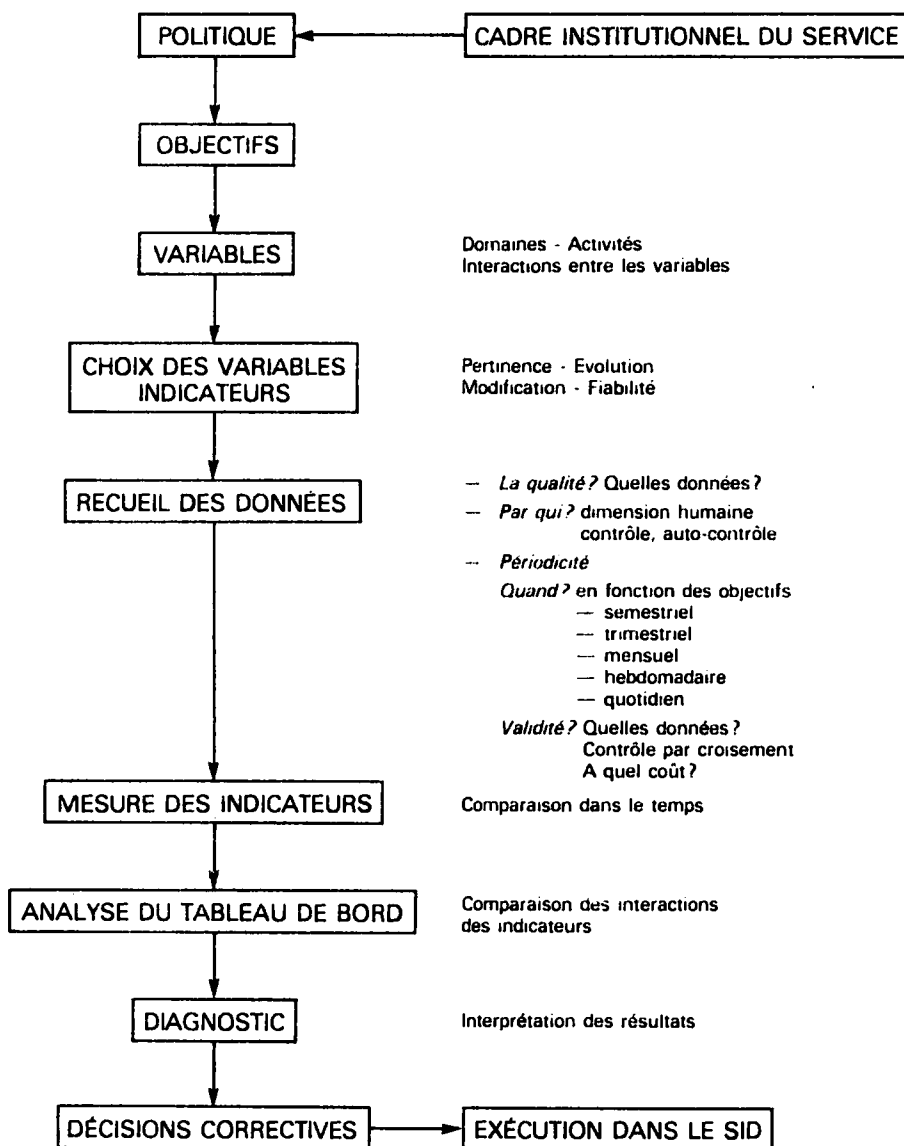 POLITIQUE
CADRE INSTITUTIONNEL DU SERVICE
OBJECTIFS
VARIABLES
Domaines - Activités
Interactions entre les variables
CHOIX DES VARIABLES
INDICATEURS
Pertinence - Evolution
Modification - Fiabilité
RECUEIL DES DONNÉES
— La qualité? Quelles données?
— Par qui? dimension humaine
contrôle, auto-contrôle
— Périodicité
Quand? en fonction des objectifs
— semestriel
— trimestriel
— mensuel
— hebdomadaire
— quotidien
Validité? Quelles données?
Contrôle par croisement
A quel coût?
MESURE DES INDICATEURS
Comparaison dans le temps
ANALYSE DU TABLEAU DE BORD
Comparaison des interactions
des indicateurs
DIAGNOSTIC
Interprétation des résultats
DÉCISIONS CORRECTIVES
EXÉCUTION DANS LE SID